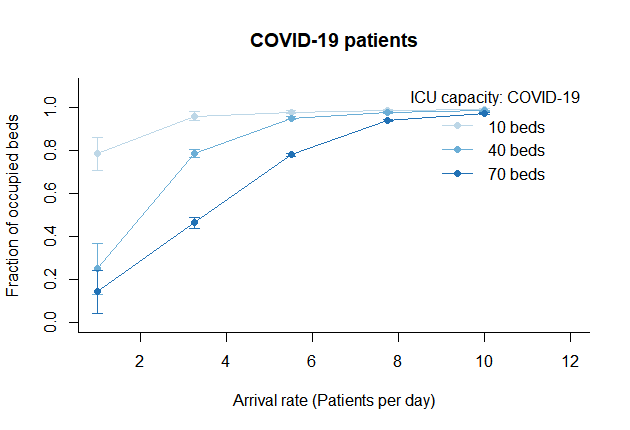 COVID-19 patients
ICU capacity: COVID-19
10 beds
40 beds
70 beds
Fraction of occupied beds
1.0
0.8
0.6
0.4
0.2
0.0
2 4 6 8 10 12
Arrival rate (Patients per day)